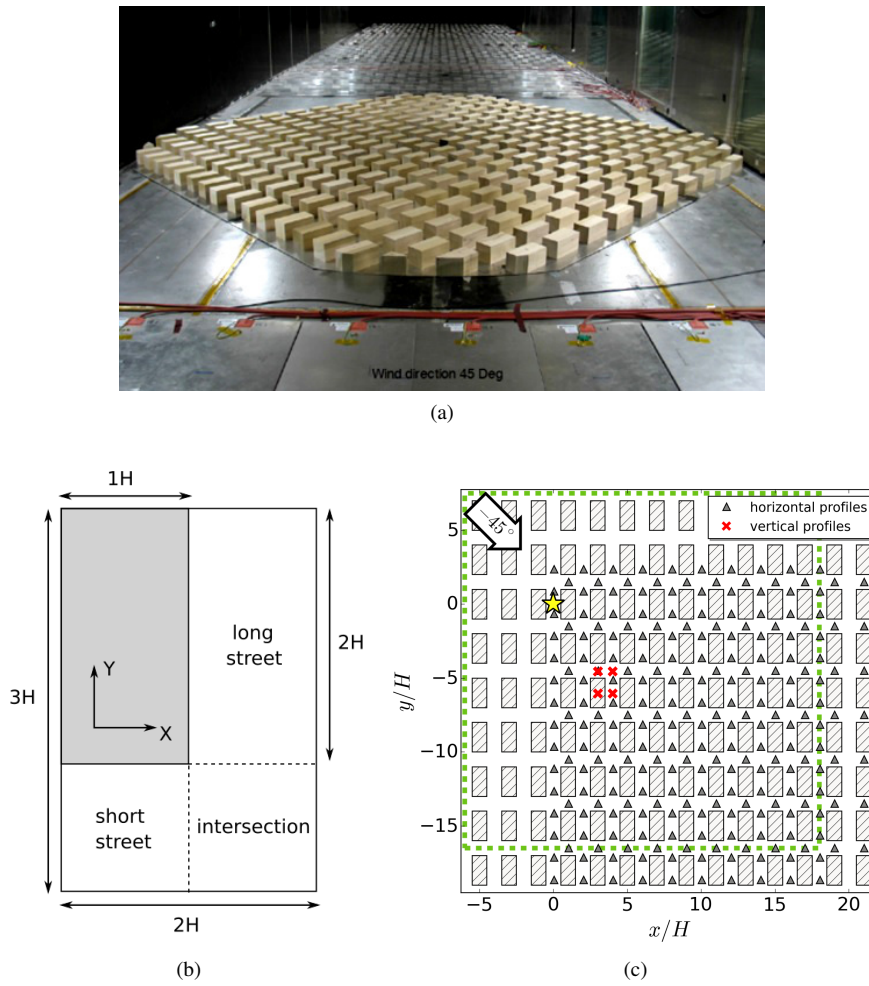 Wind direction 45 Deg
(a)
1H
3H
2H
long
street
Y
X
short
street
intersection
2H
(b)
-45°
horizontal profiles
vertical profiles
5
0
−5
−10
−15
y/H
−5
0
5
10
15
20
x/H
(c)